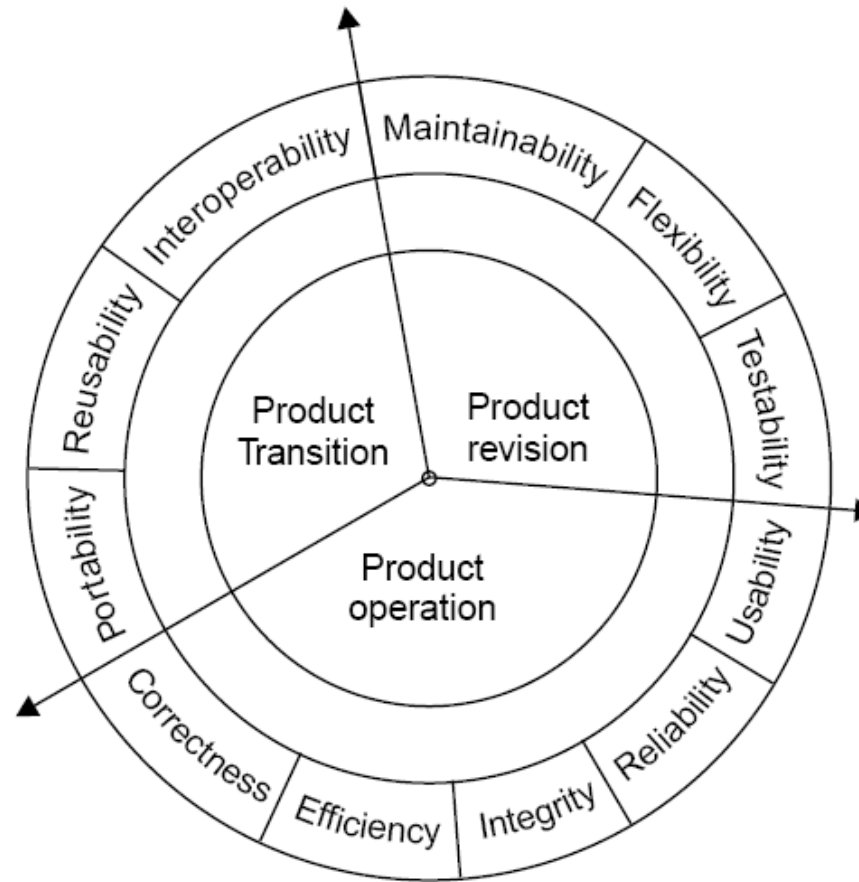 Maintainability
Flexibility
Testability
Usability
Reliability
Integrity
Efficiency
Correctness
Portability
Reusability
Interoperability
Product
Transition
Product
revision
Product
operation